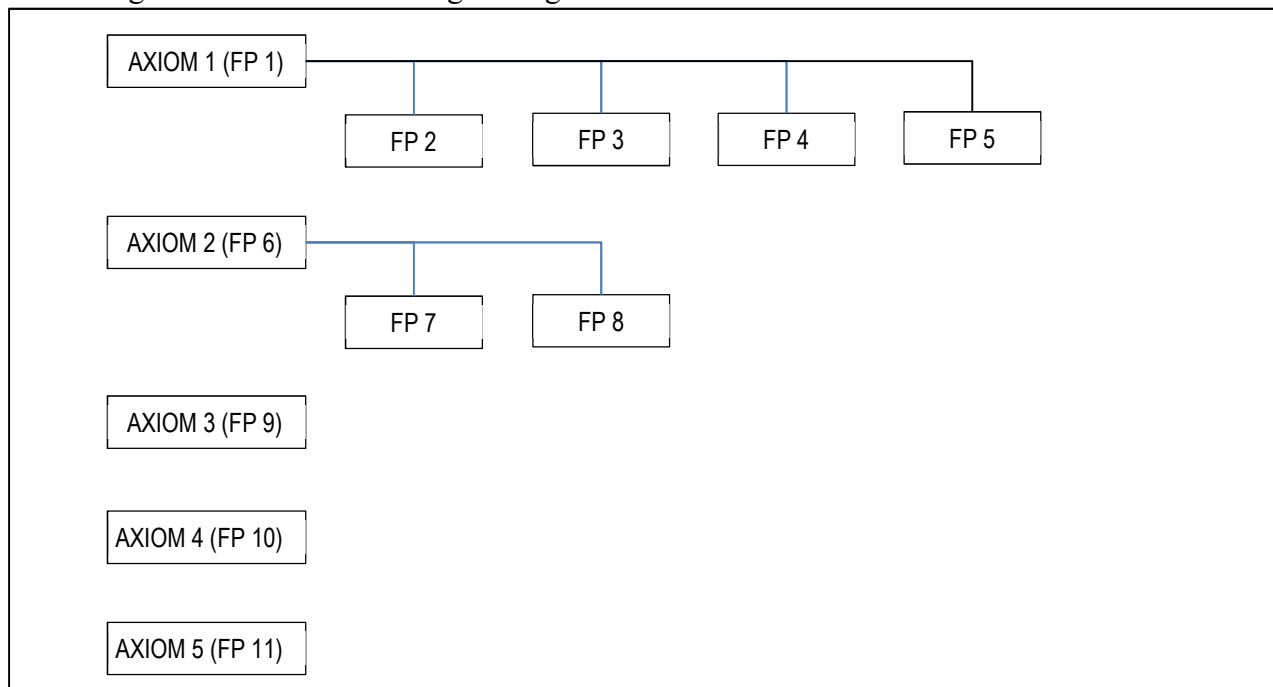 AXIOM 1 (FP 1)
FP 2 FP 3 FP 4 FP 5
AXIOM 2 (FP 6)
FP 7 FP 8
AXIOM 3 (FP 9)
AXIOM 4 (FP 10)
AXIOM 5 (FP 11)